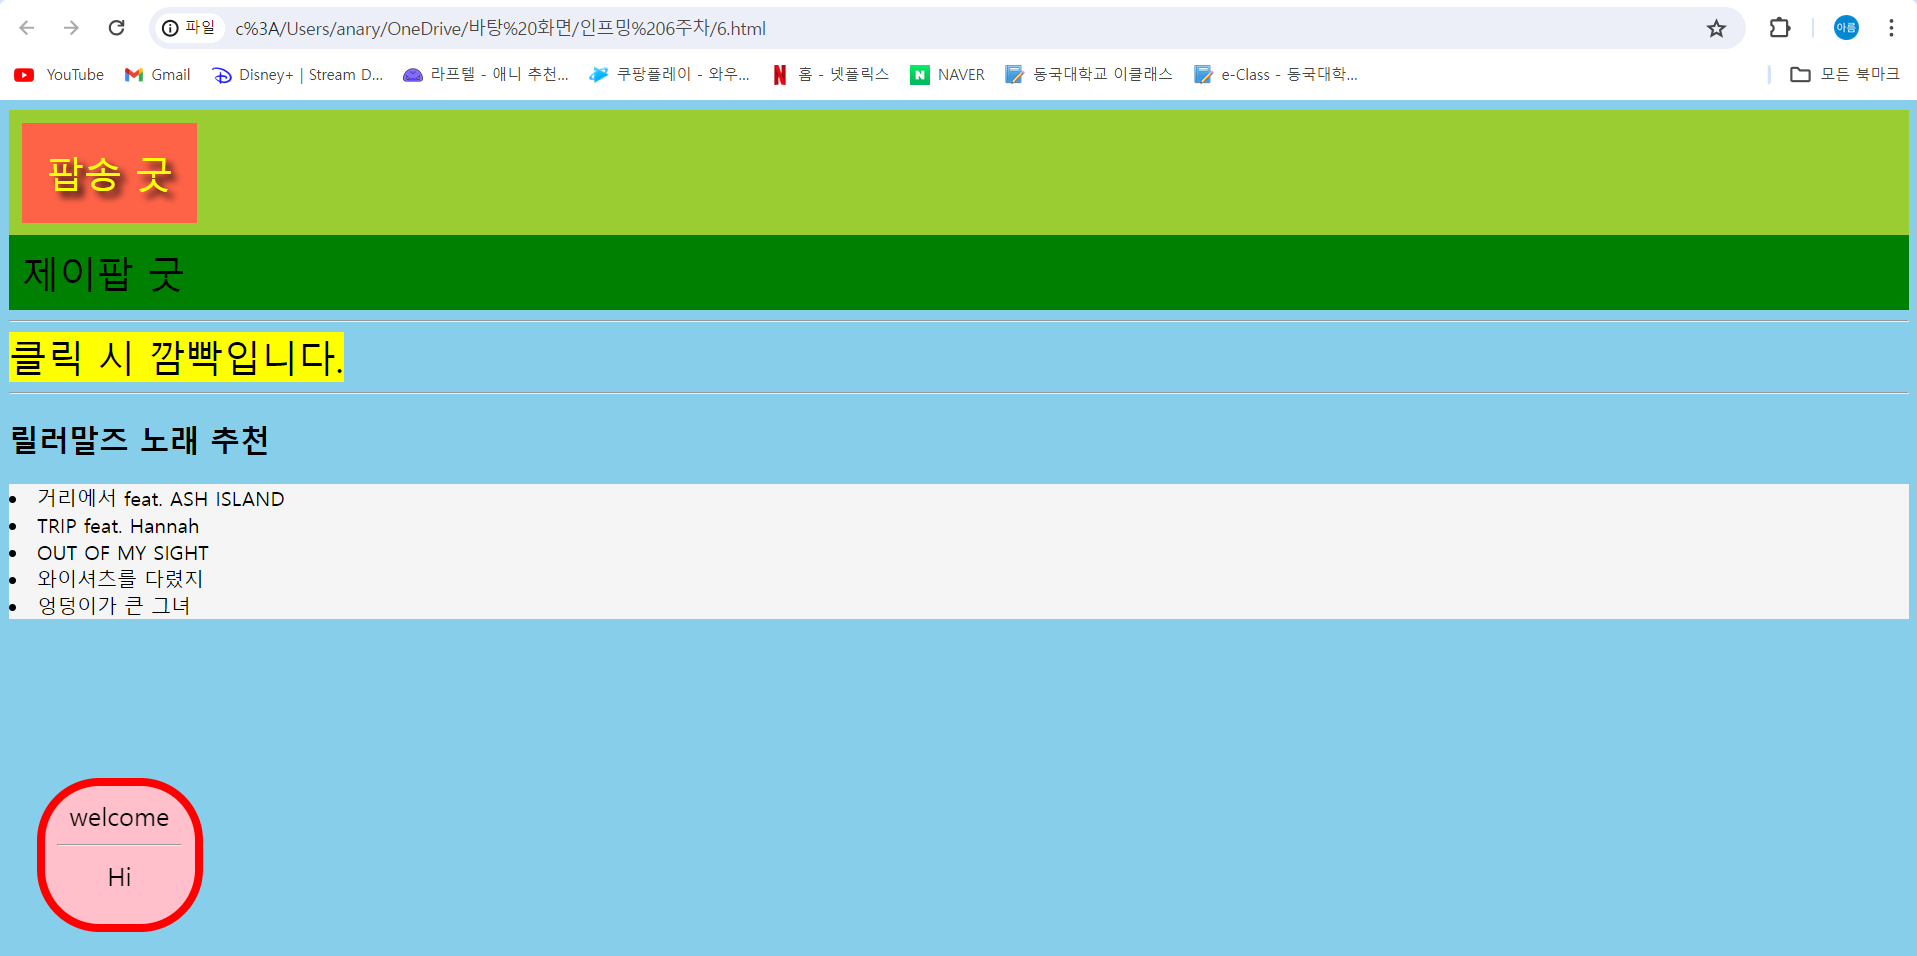 파일 c%3A/Users/anary/OneDrive/바탕%20화면/인프밍%206주차/6.html 아름
YouTube Gmail Disney+ | Stream D... 라프텔 - 애니 추천... 쿠팡플레이 - 와우... 홈 - 넷플릭스 NAVER 동국대학교 이클래스 e-Class - 동국대학... 모든 북마크
팝송 굿
제이팝 굿
클릭 시 깜빡입니다.
릴러말즈 노래 추천
거리에서 feat. ASH ISLAND
TRIP feat. Hannah
OUT OF MY SIGHT
와이셔츠를 다렸지
엉덩이가 큰 그녀
welcome
Hi